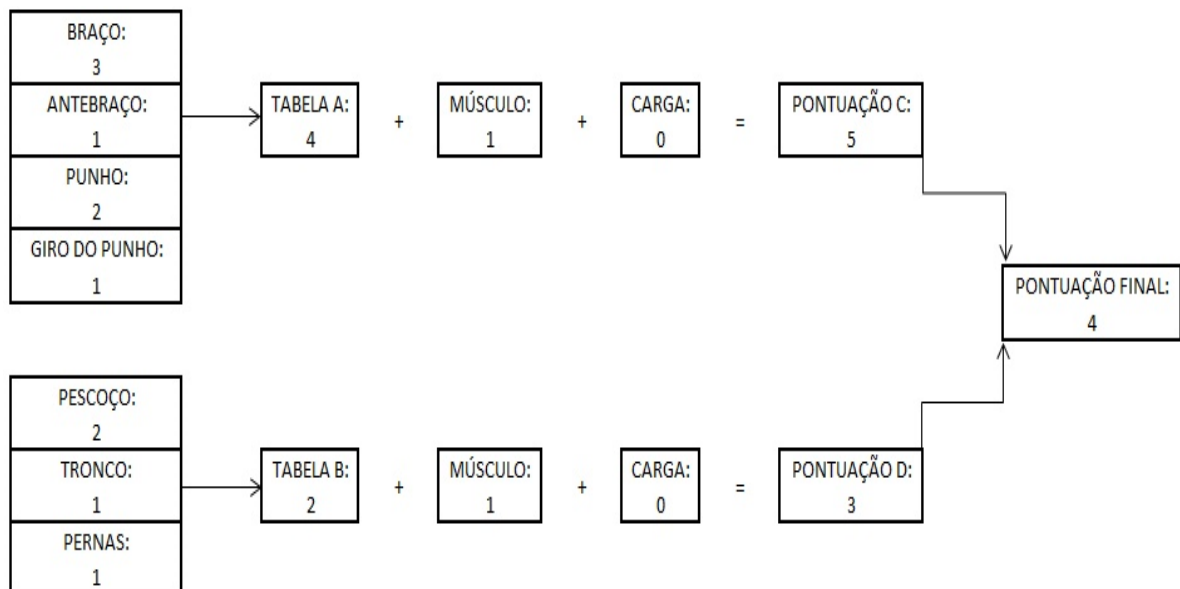 BRAÇO:
3
ANTEBRAÇO:
1
PUNHO:
2
GIRO DO PUNHO:
1
TABELA A:
4
+
MÚSCULO:
1
+
CARGA:
0
=
PONTUAÇÃO C:
5
PONTUAÇÃO FINAL:
4
PESCOÇO:
2
TRONCO:
1
PERNAS:
1
TABELA B:
2
+
MÚSCULO:
1
+
CARGA:
0
=
PONTUAÇÃO D:
3